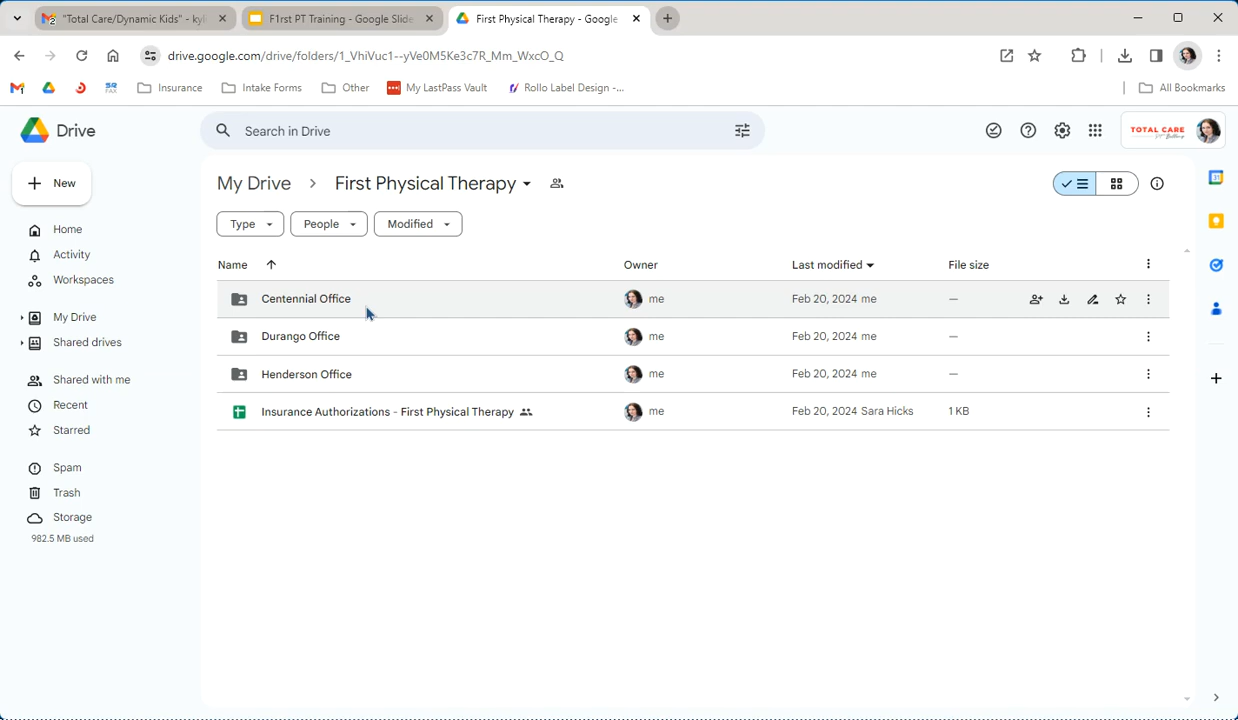 "Total Care/Dynamic Kids" - kyl
F1rst PT Training - Google Slide
First Physical Therapy - Google
drive.google.com/drive/folders/1_VhiVuc1--yVe0M5Ke3c7R_Mm_WxcO_Q
SR
FAX
Insurance
Intake Forms
Other
My LastPass Vault
Rollo Label Design -...
All Bookmarks
Drive
Search in Drive
TOTAL CARE
New
My Drive > First Physical Therapy
Home
Activity
Workspaces
My Drive
Shared drives
Shared with me
Recent
Starred
Spam
Trash
Storage
982.5 MB used
Type
People
Modified
Name
Owner
Last modified
File size
Centennial Office
me
Feb 20, 2024 me
—
Durango Office
me
Feb 20, 2024 me
—
Henderson Office
me
Feb 20, 2024 me
—
Insurance Authorizations - First Physical Therapy
me
Feb 20, 2024 Sara Hicks
1 KB
31